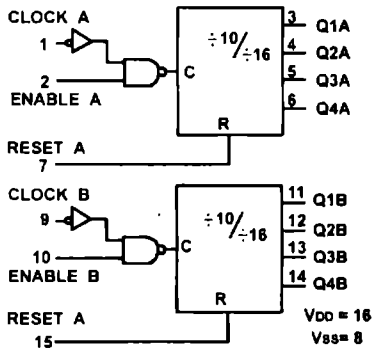 CLOCK A
1
2
ENABLE A
C
÷10/÷16
R
3 Q1A
4 Q2A
5 Q3A
6 Q4A
RESET A
7
CLOCK B
9
10
ENABLE B
C
÷10/÷16
R
11 Q1B
12 Q2B
13 Q3B
14 Q4B
RESET A
15
VDD = 16
VSS = 8